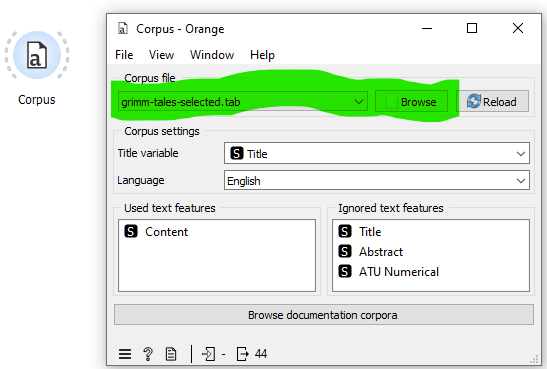 Corpus - Orange
File View Window Help
Corpus file
grimm-tales-selected.tab Browse Reload
Corpus
Corpus settings
Title variable S Title
Language English
Used text features Ignored text features
S Content S Title
S Abstract
S ATU Numerical
Browse documentation corpora
? - 44